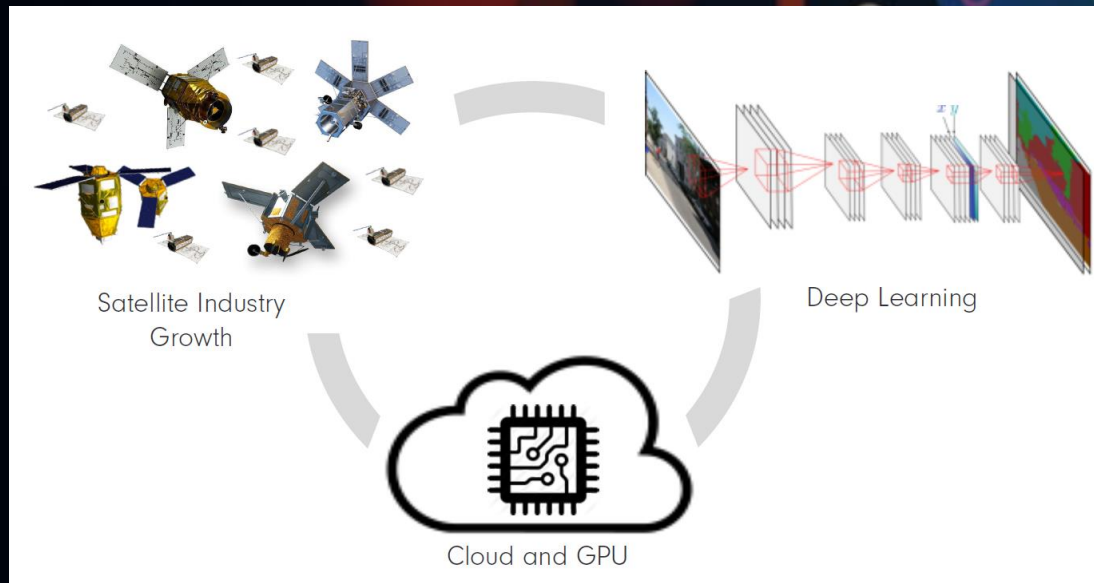 x y
Satellite Industry
Growth
Deep Learning
Cloud and GPU